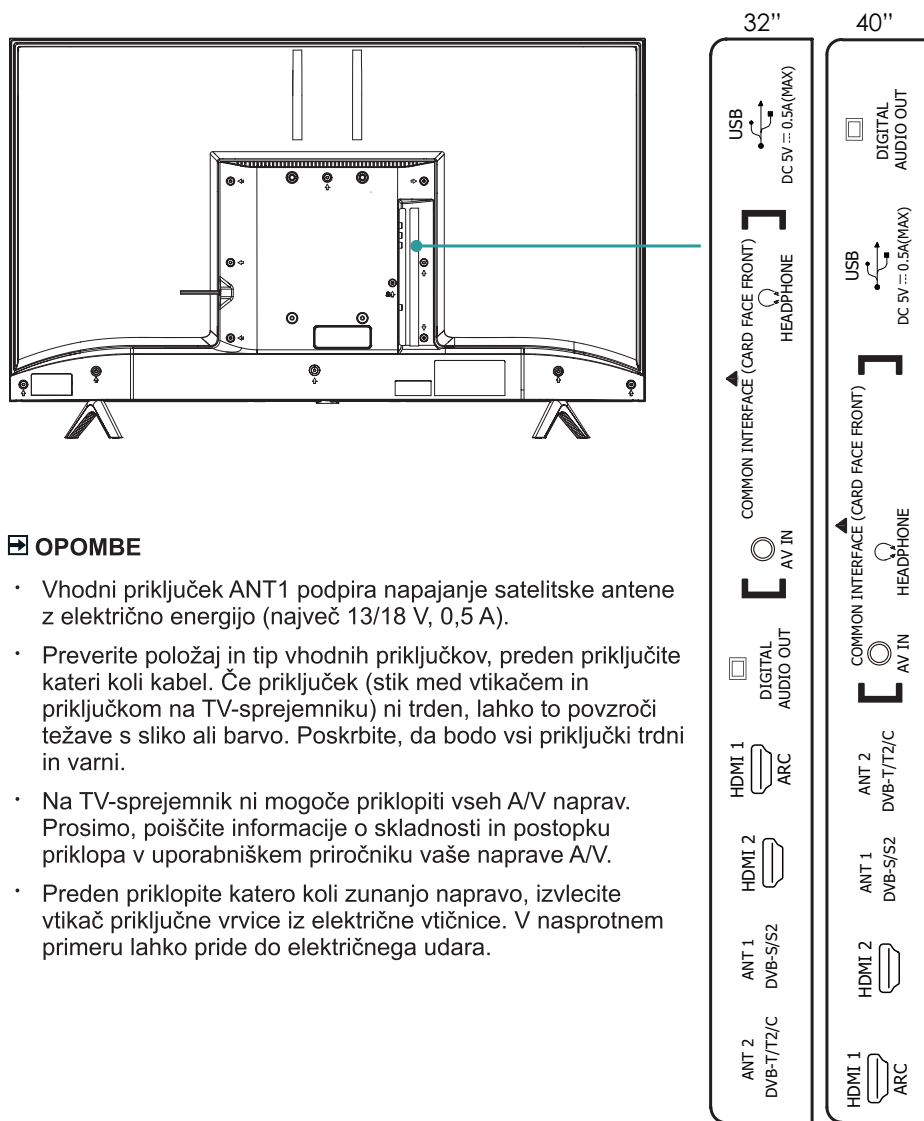 32”
40”
USB
DC 5V ⎓ 0.5A(MAX)
COMMON INTERFACE (CARD FACE FRONT)
HEADPHONE
AV IN
DIGITAL
AUDIO OUT
HDMI 1
ARC
HDMI 2
ANT 1
DVB-S/S2
ANT 2
DVB-T/T2/C
DIGITAL
AUDIO OUT
USB
DC 5V ⎓ 0.5A(MAX)
COMMON INTERFACE (CARD FACE FRONT)
HEADPHONE
AV IN
ANT 2
DVB-T/T2/C
ANT 1
DVB-S/S2
HDMI 2
HDMI 1
ARC
OPOMBE
· Vhodni priključek ANT1 podpira napajanje satelitske antene
z električno energijo (največ 13/18 V, 0,5 A).
· Preverite položaj in tip vhodnih priključkov, preden priključite
kateri koli kabel. Če priključek (stik med vtikačem in
priključkom na TV-sprejemniku) ni trden, lahko to povzroči
težave s sliko ali barvo. Poskrbite, da bodo vsi priključki trdni
in varni.
· Na TV-sprejemnik ni mogoče priklopiti vseh A/V naprav.
Prosimo, poiščite informacije o skladnosti in postopku
priklopa v uporabniškem priročniku vaše naprave A/V.
· Preden priklopite katero koli zunanjo napravo, izvlecite
vtikač priključne vrvice iz električne vtičnice. V nasprotnem
primeru lahko pride do električnega udara.